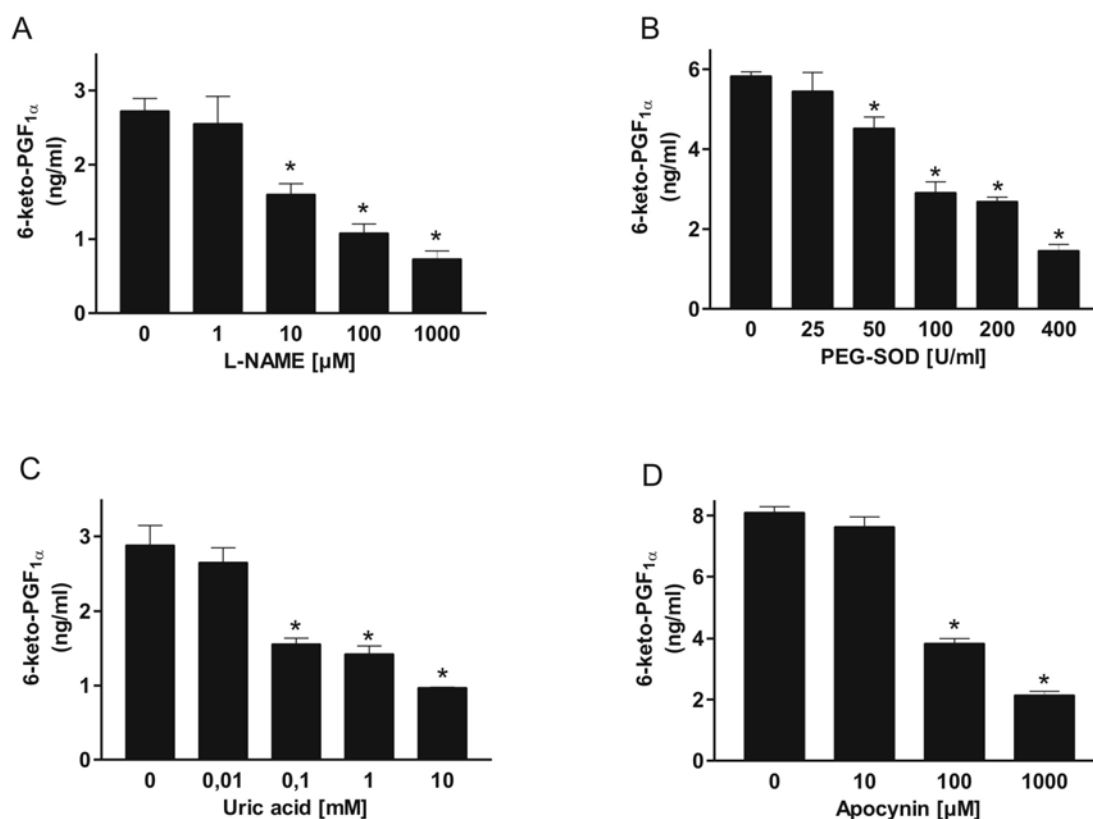 A
6-keto-PGF1α
(ng/ml)
3
2
1
0
* * *
0 1 10 100 1000
L-NAME [µM]
B
6-keto-PGF1α
(ng/ml)
6
4
2
0
* * * *
0 25 50 100 200 400
PEG-SOD [U/ml]
C
6-keto-PGF1α
(ng/ml)
3
2
1
0
* * *
0 0,01 0,1 1 10
Uric acid [mM]
D
6-keto-PGF1α
(ng/ml)
8
6
4
2
0
* *
0 10 100 1000
Apocynin [µM]